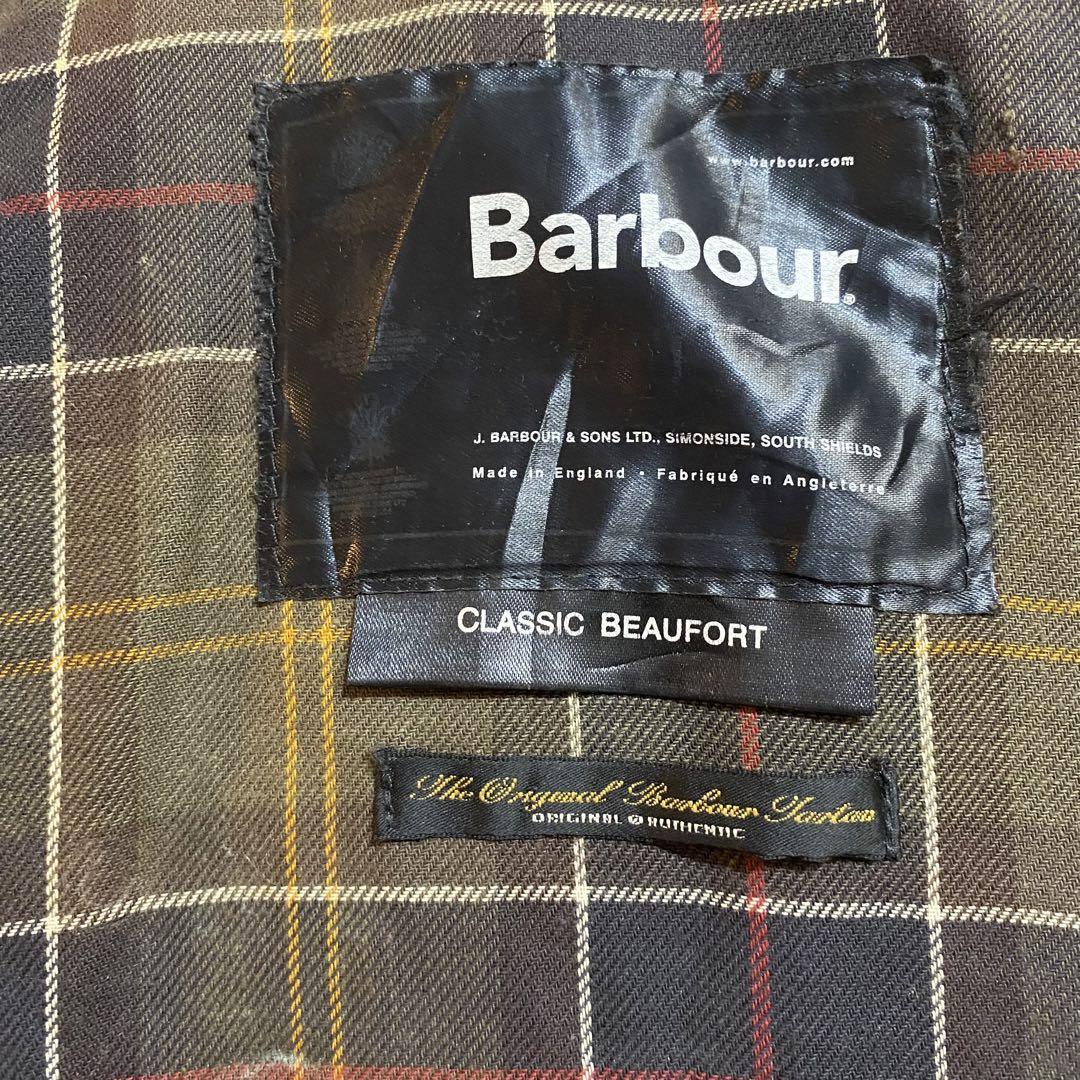 www.barbour.com
Barbour®
J. BARBOUR & SONS LTD., SIMONSIDE, SOUTH SHIELDS
Made in England • Fabriqué en Angleterre
CLASSIC BEAUFORT
The Original Barbour Tartan
ORIGINAL & AUTHENTIC